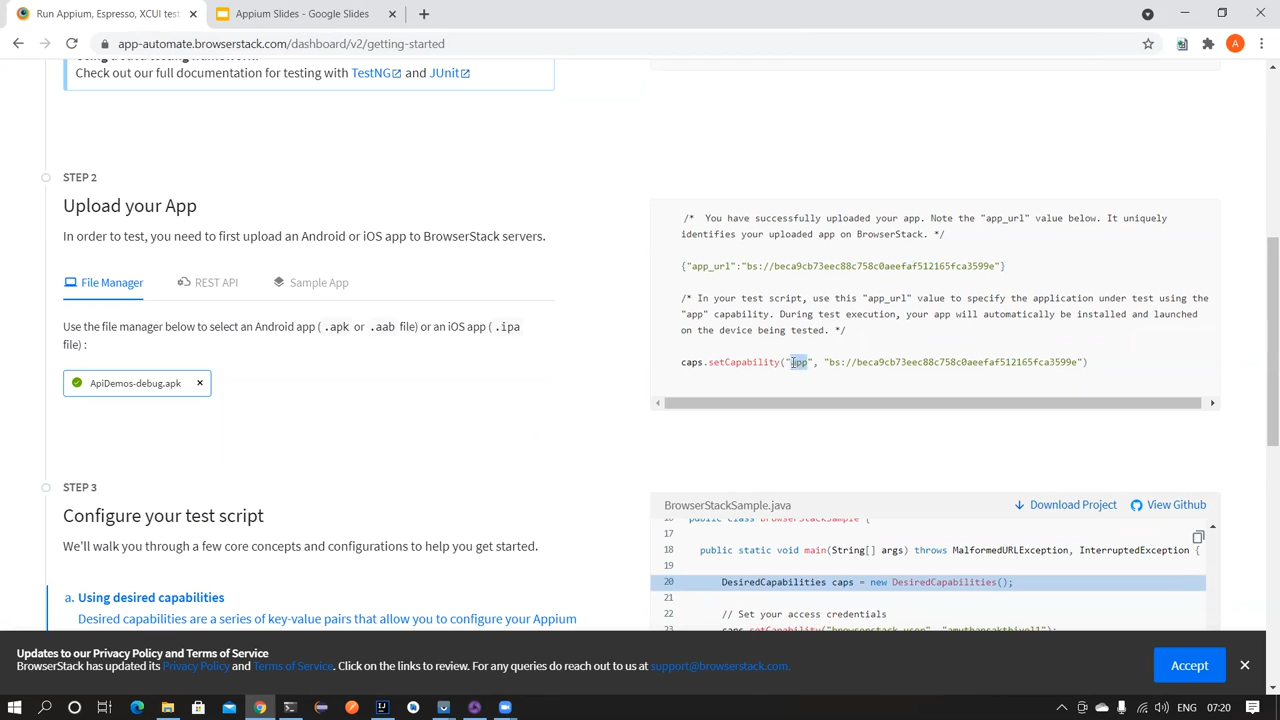 Run Appium, Espresso, XCUI test
Appium Slides - Google Slides
app-automate.browserstack.com/dashboard/v2/getting-started
A
Check out our full documentation for testing with TestNG and JUnit
STEP 2
Upload your App
In order to test, you need to first upload an Android or iOS app to BrowserStack servers.
File Manager
REST API
Sample App
Use the file manager below to select an Android app ( .apk or .aab file) or an iOS app ( .ipa
file) :
ApiDemos-debug.apk
/* You have successfully uploaded your app. Note the "app_url" value below. It uniquely
identifies your uploaded app on BrowserStack. */
{"app_url":"bs://beca9cb73eec88c758c0aeefaf512165fca3599e"}
/* In your test script, use this "app_url" value to specify the application under test using the
"app" capability. During test execution, your app will automatically be installed and launched
on the device being tested. */
caps.setCapability("app", "bs://beca9cb73eec88c758c0aeefaf512165fca3599e")
STEP 3
Configure your test script
We'll walk you through a few core concepts and configurations to help you get started.
a. Using desired capabilities
Desired capabilities are a series of key-value pairs that allow you to configure your Appium
BrowserStackSample.java
Download Project
View Github
16 public class BrowserStackSample {
17
18 public static void main(String[] args) throws MalformedURLException, InterruptedException {
19
20 DesiredCapabilities caps = new DesiredCapabilities();
21
22 // Set your access credentials
23 caps.setCapability("browserstack.user", "amuthansakthivel1");
Updates to our Privacy Policy and Terms of Service
BrowserStack has updated its Privacy Policy and Terms of Service. Click on the links to review. For any queries do reach out to us at support@browserstack.com.
Accept
ENG
07:20